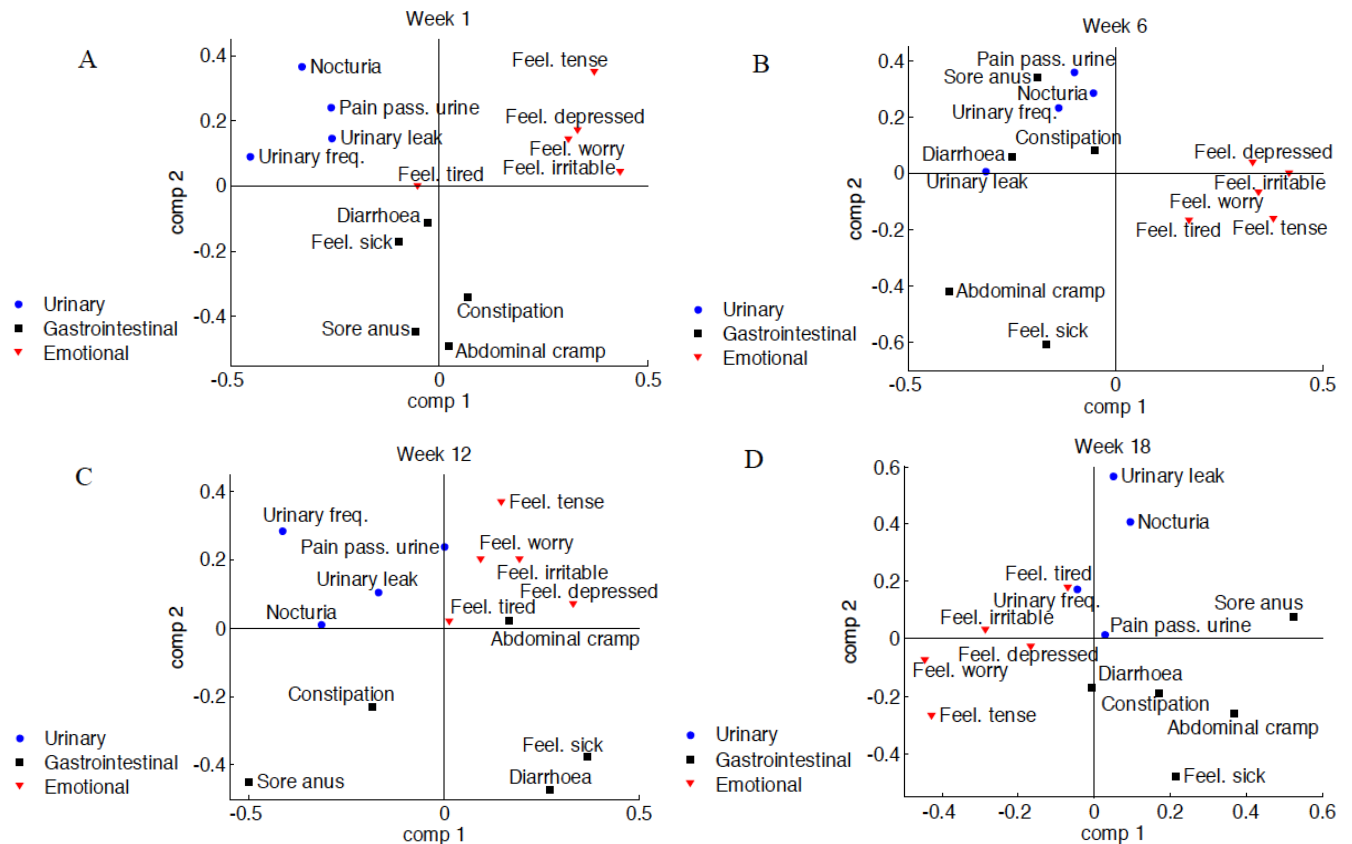 A
Week 1
0.4
0.2
0
-0.2
-0.4
comp 2
-0.5
0
0.5
comp 1
Nocturia
Feel. tense
Pain pass. urine
Feel. depressed
Urinary leak
Feel. worry
Urinary freq.
Feel. irritable
Feel. tired
Diarrhoea
Feel. sick
Constipation
Sore anus
Abdominal cramp
Urinary
Gastrointestinal
Emotional
B
Week 6
0.4
0.2
0
-0.2
-0.4
-0.6
comp 2
-0.5
0
0.5
comp 1
Pain pass. urine
Sore anus
Nocturia
Urinary freq.
Constipation
Diarrhoea
Feel. depressed
Urinary leak
Feel. irritable
Feel. worry
Feel. tired
Feel. tense
Abdominal cramp
Feel. sick
Urinary
Gastrointestinal
Emotional
C
Week 12
0.4
0.2
0
-0.2
-0.4
comp 2
-0.5
0
0.5
comp 1
Feel. tense
Urinary freq.
Pain pass. urine
Feel. worry
Urinary leak
Feel. irritable
Feel. depressed
Nocturia
Feel. tired
Abdominal cramp
Constipation
Feel. sick
Sore anus
Diarrhoea
Urinary
Gastrointestinal
Emotional
D
Week 18
0.6
0.4
0.2
0
-0.2
-0.4
comp 2
-0.4
-0.2
0
0.2
0.4
0.6
comp 1
Urinary leak
Nocturia
Feel. tired
Urinary freq.
Sore anus
Feel. irritable
Pain pass. urine
Feel. depressed
Feel. worry
Diarrhoea
Constipation
Feel. tense
Abdominal cramp
Feel. sick
Urinary
Gastrointestinal
Emotional